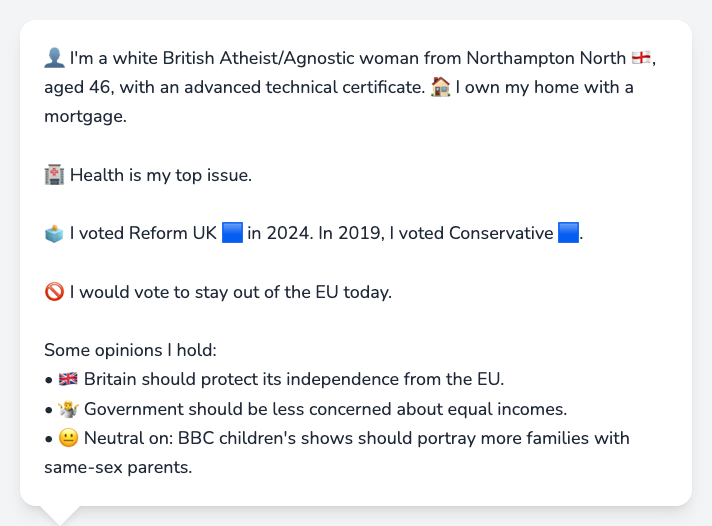 👤 I'm a white British Atheist/Agnostic woman from Northampton North 🏴󠁧󠁢󠁥󠁮󠁧󠁿,
aged 46, with an advanced technical certificate. 🏠 I own my home with a
mortgage.
🏥 Health is my top issue.
🗳️ I voted Reform UK 🟦 in 2024. In 2019, I voted Conservative 🟦.
🚫 I would vote to stay out of the EU today.
Some opinions I hold:
• 🇬🇧 Britain should protect its independence from the EU.
• 🤷 Government should be less concerned about equal incomes.
• 😐 Neutral on: BBC children's shows should portray more families with
same-sex parents.